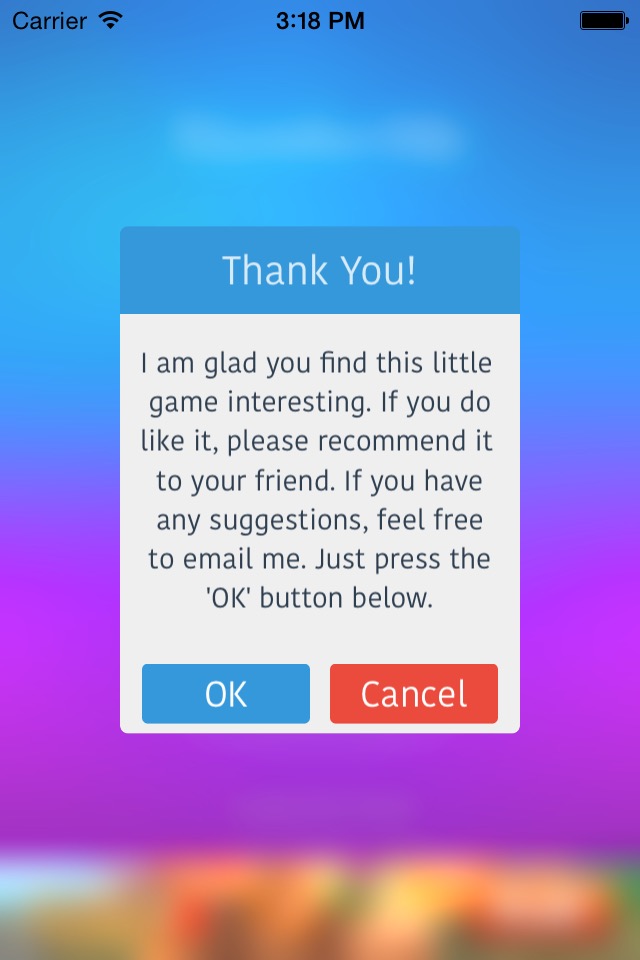 Carrier 3:18 PM
Thank You!
I am glad you find this little
game interesting. If you do
like it, please recommend it
to your friend. If you have
any suggestions, feel free
to email me. Just press the
'OK' button below.
OK Cancel